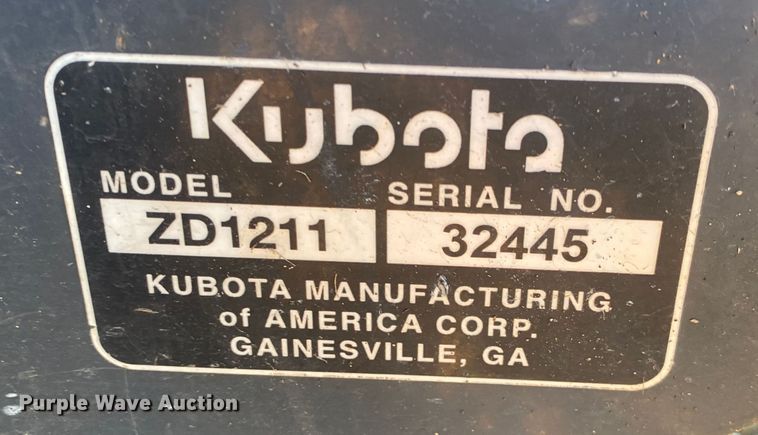 Kubota
MODEL SERIAL NO.
ZD1211 32445
KUBOTA MANUFACTURING
of AMERICA CORP.
GAINESVILLE, GA
Purple Wave Auction